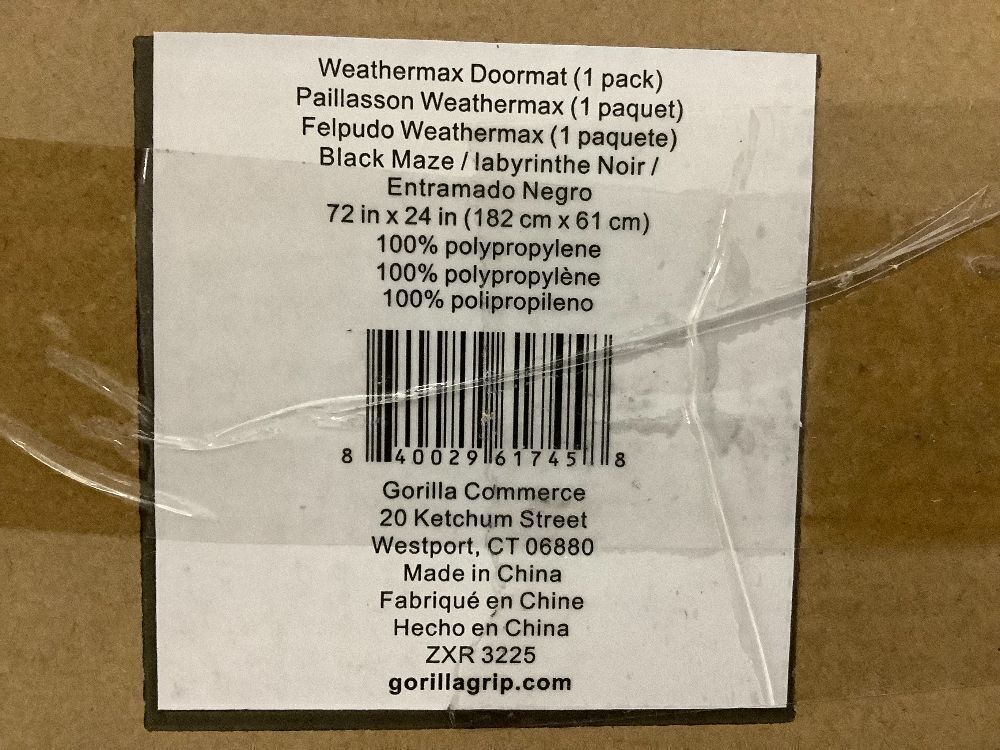 Weathermax Doormat (1 pack)
Paillasson Weathermax (1 paquet)
Felpudo Weathermax (1 paquete)
Black Maze / labyrinthe Noir /
Entramado Negro
72 in x 24 in (182 cm x 61 cm)
100% polypropylene
100% polypropylène
100% polipropileno
8 40029 61745 8
Gorilla Commerce
20 Ketchum Street
Westport, CT 06880
Made in China
Fabriqué en Chine
Hecho en China
ZXR 3225
gorillagrip.com